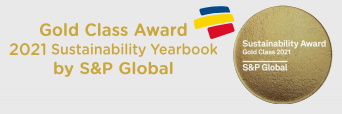 Gold Class Award
2021 Sustainability Yearbook
by S&P Global
Sustainability Award
Gold Class 2021
S&P Global